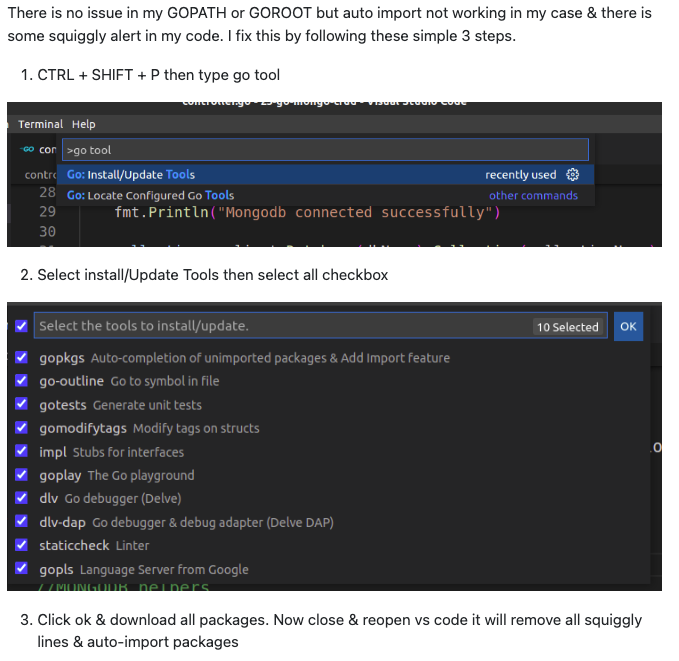 There is no issue in my GOPATH or GOROOT but auto import not working in my case & there is
some squiggly alert in my code. I fix this by following these simple 3 steps.
1. CTRL + SHIFT + P then type go tool
controller.go - 23-go-mongo-crud - Visual Studio Code
Terminal Help
GO con
>go tool
contro
Go: Install/Update Tools recently used
Go: Locate Configured Go Tools other commands
28
29 fmt.Println("Mongodb connected successfully")
30
2. Select install/Update Tools then select all checkbox
Select the tools to install/update. 10 Selected OK
gopkgs Auto-completion of unimported packages & Add Import feature
go-outline Go to symbol in file
gotests Generate unit tests
gomodifytags Modify tags on structs
impl Stubs for interfaces
goplay The Go playground
dlv Go debugger (Delve)
dlv-dap Go debugger & debug adapter (Delve DAP)
staticcheck Linter
gopls Language Server from Google
//MONGODB helpers
3. Click ok & download all packages. Now close & reopen vs code it will remove all squiggly
lines & auto-import packages